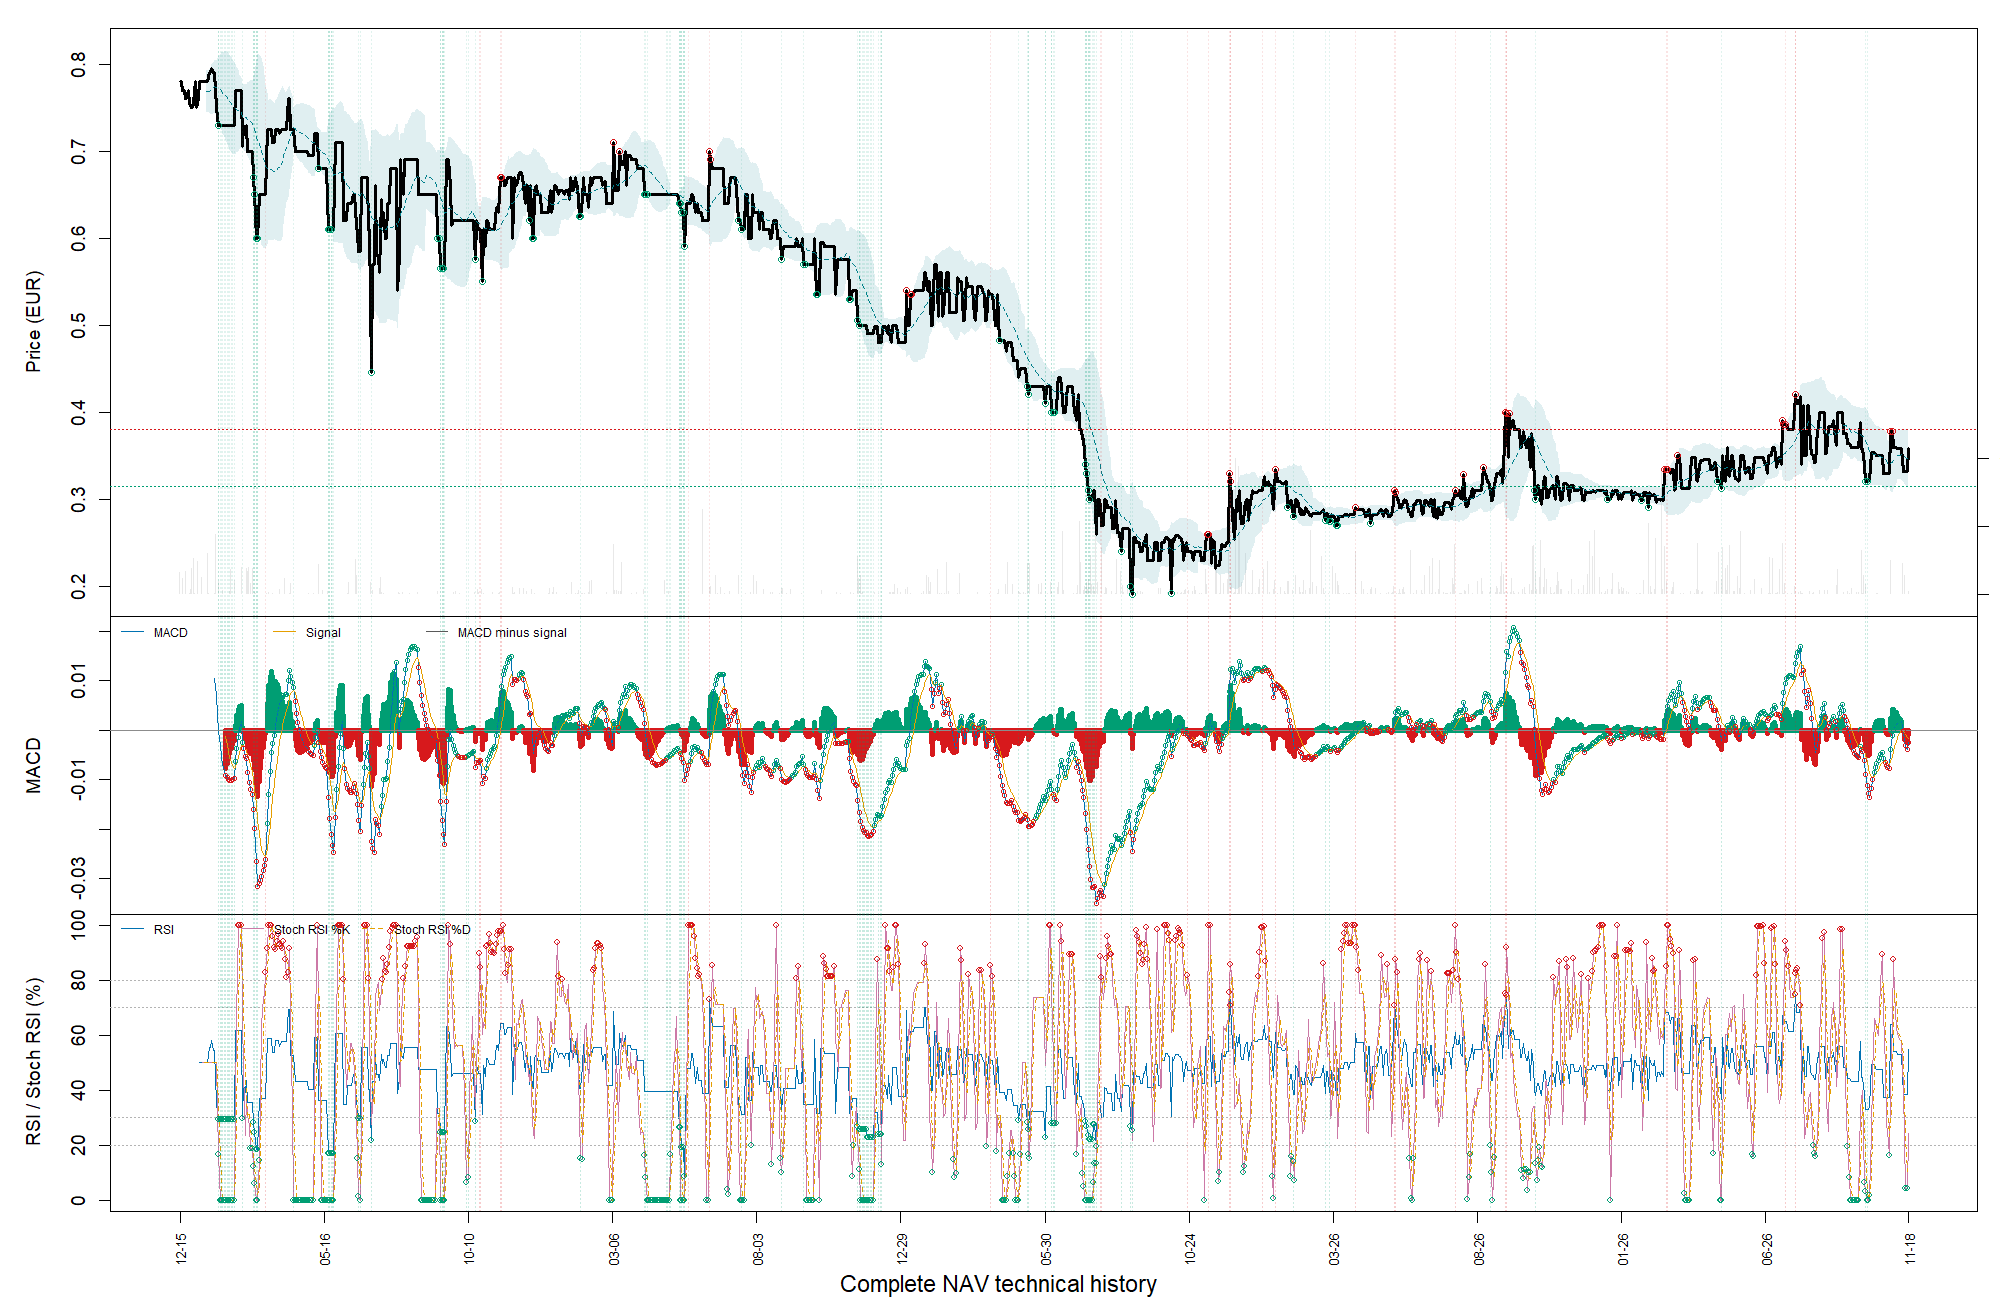 0.8
0.7
0.6
0.5
0.4
0.3
0.2
Price (EUR)
MACD
Signal
MACD minus signal
0.01
-0.01
-0.03
MACD
RSI
Stoch RSI %K
Stoch RSI %D
100
80
60
40
20
0
RSI / Stoch RSI (%)
12-15
05-16
10-10
03-06
08-03
12-29
05-30
10-24
03-26
08-26
01-26
06-26
11-18
Complete NAV technical history